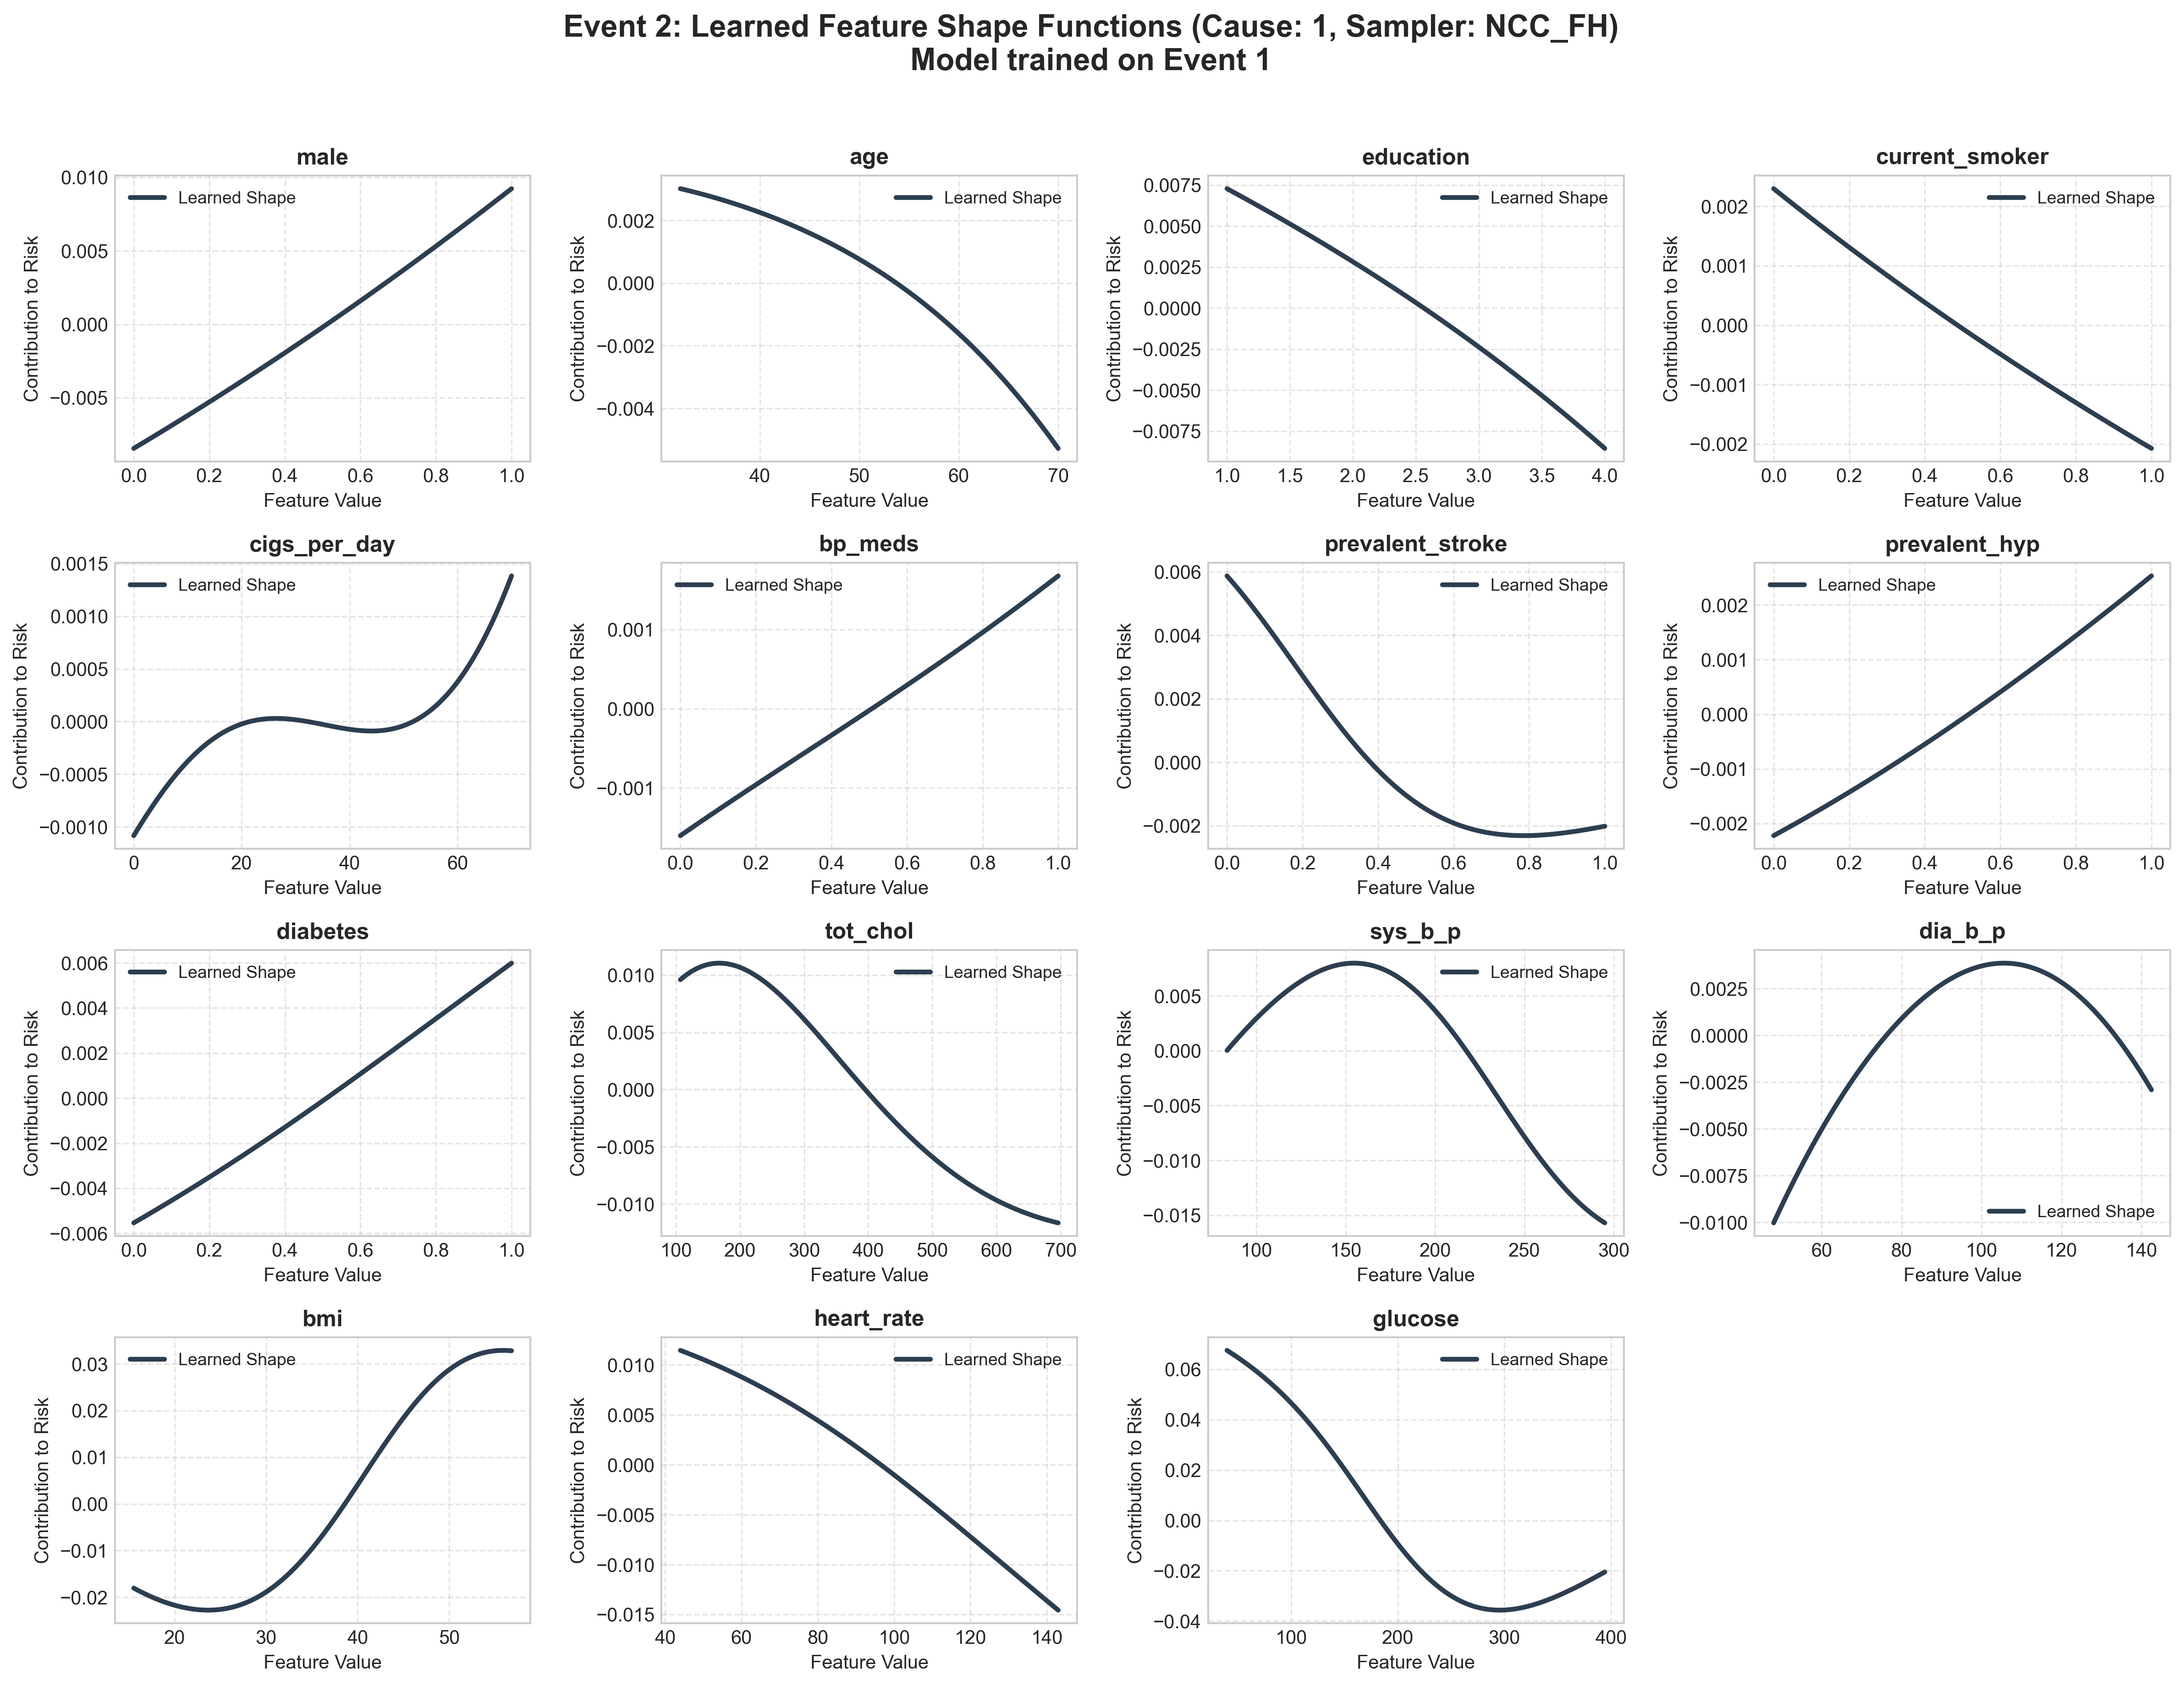 Event 2: Learned Feature Shape Functions (Cause: 1, Sampler: NCC_FH)
Model trained on Event 1
male
Learned Shape
Contribution to Risk
0.010
0.005
0.000
−0.005
0.0 0.2 0.4 0.6 0.8 1.0
Feature Value
age
Learned Shape
Contribution to Risk
0.002
0.000
−0.002
−0.004
40 50 60 70
Feature Value
education
Learned Shape
Contribution to Risk
0.0075
0.0050
0.0025
0.0000
−0.0025
−0.0050
−0.0075
1.0 1.5 2.0 2.5 3.0 3.5 4.0
Feature Value
current_smoker
Learned Shape
Contribution to Risk
0.002
0.001
0.000
−0.001
−0.002
0.0 0.2 0.4 0.6 0.8 1.0
Feature Value
cigs_per_day
Learned Shape
Contribution to Risk
0.0015
0.0010
0.0005
0.0000
−0.0005
−0.0010
0 20 40 60
Feature Value
bp_meds
Learned Shape
Contribution to Risk
0.001
0.000
−0.001
0.0 0.2 0.4 0.6 0.8 1.0
Feature Value
prevalent_stroke
Learned Shape
Contribution to Risk
0.006
0.004
0.002
0.000
−0.002
0.0 0.2 0.4 0.6 0.8 1.0
Feature Value
prevalent_hyp
Learned Shape
Contribution to Risk
0.002
0.001
0.000
−0.001
−0.002
0.0 0.2 0.4 0.6 0.8 1.0
Feature Value
diabetes
Learned Shape
Contribution to Risk
0.006
0.004
0.002
0.000
−0.002
−0.004
−0.006
0.0 0.2 0.4 0.6 0.8 1.0
Feature Value
tot_chol
Learned Shape
Contribution to Risk
0.010
0.005
0.000
−0.005
−0.010
100 200 300 400 500 600 700
Feature Value
sys_b_p
Learned Shape
Contribution to Risk
0.005
0.000
−0.005
−0.010
−0.015
100 150 200 250 300
Feature Value
dia_b_p
Learned Shape
Contribution to Risk
0.0025
0.0000
−0.0025
−0.0050
−0.0075
−0.0100
60 80 100 120 140
Feature Value
bmi
Learned Shape
Contribution to Risk
0.03
0.02
0.01
0.00
−0.01
−0.02
20 30 40 50
Feature Value
heart_rate
Learned Shape
Contribution to Risk
0.010
0.005
0.000
−0.005
−0.010
−0.015
40 60 80 100 120 140
Feature Value
glucose
Learned Shape
Contribution to Risk
0.06
0.04
0.02
0.00
−0.02
−0.04
100 200 300 400
Feature Value